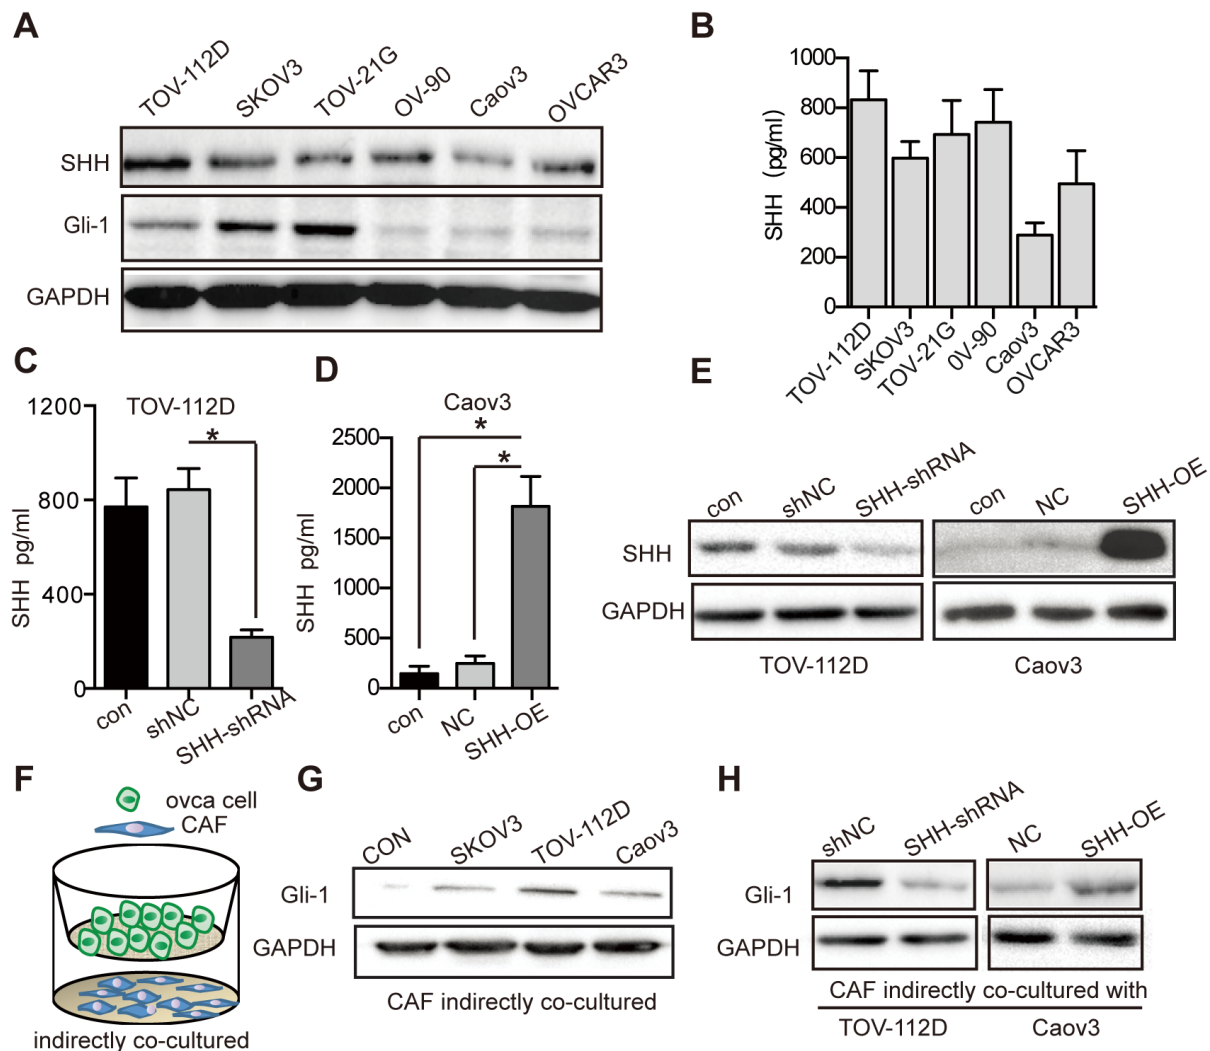 A
TOV-112D SKOV3 TOV-21G OV-90 Caov3 OVCAR3
SHH
Gli-1
GAPDH
B
SHH (pg/ml)
1000
800
600
400
200
0
TOV-112D SKOV3 TOV-21G 0V-90 Caov3 OVCAR3
C
TOV-112D
SHH pg/ml
1200
800
400
0
*
con shNC SHH-shRNA
D
Caov3
SHH pg/ml
2500
2000
1500
1000
500
0
*
*
con NC SHH-OE
E
con shNC SHH-shRNA con NC SHH-OE
SHH
GAPDH
TOV-112D Caov3
F
ovca cell
CAF
indirectly co-cultured
G
CON SKOV3 TOV-112D Caov3
Gli-1
GAPDH
CAF indirectly co-cultured
H
shNC SHH-shRNA NC SHH-OE
Gli-1
GAPDH
CAF indirectly co-cultured with
TOV-112D Caov3